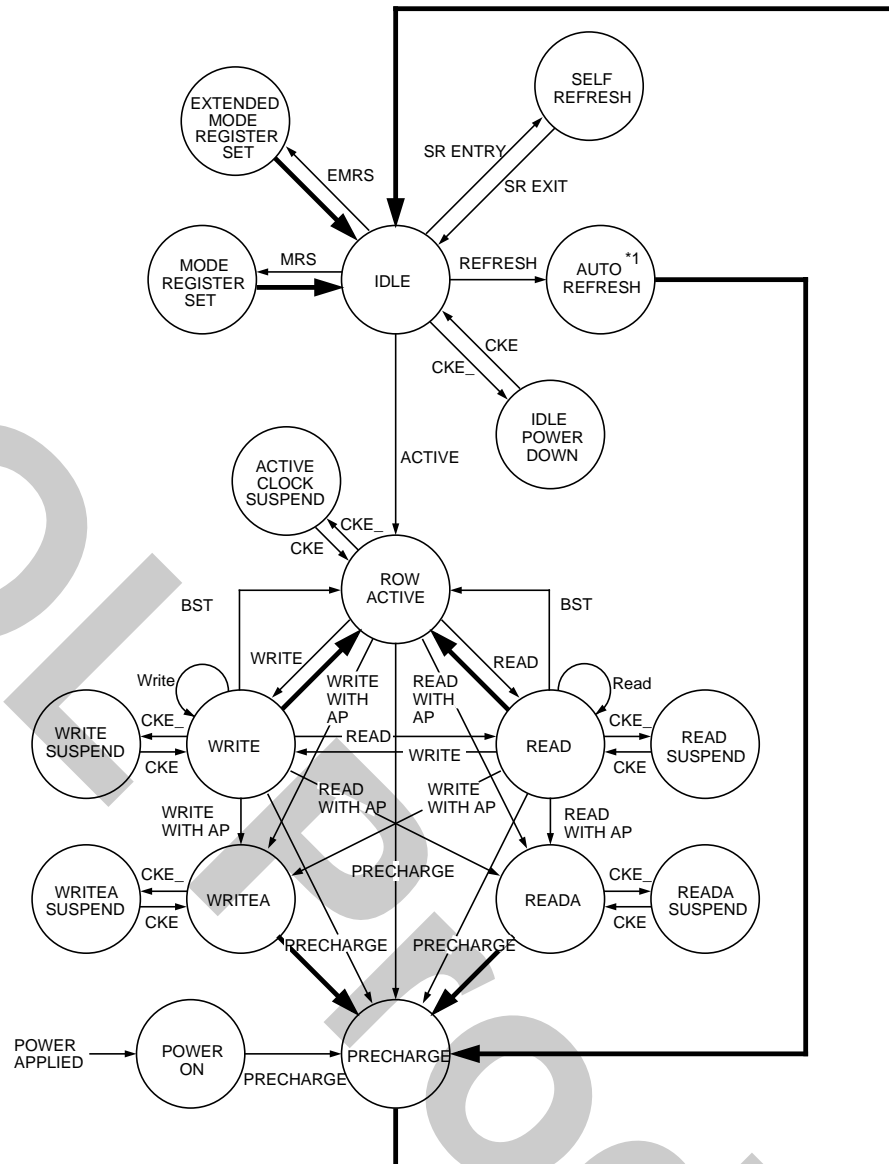 SELF
REFRESH
EXTENDED
MODE
REGISTER
SET
SR ENTRY
EMRS
SR EXIT
MRS
MODE
REGISTER
SET
IDLE
REFRESH
AUTO *1
REFRESH
CKE
CKE_
IDLE
POWER
DOWN
ACTIVE
ACTIVE
CLOCK
SUSPEND
CKE_
CKE
ROW
ACTIVE
BST
BST
WRITE
READ
Write
WRITE
WITH
AP
READ
WITH
AP
Read
WRITE
SUSPEND
CKE_
CKE
WRITE
READ
WRITE
READ
CKE_
CKE
READ
SUSPEND
WRITE
WITH AP
READ
WITH AP
WRITE
WITH AP
READ
WITH AP
PRECHARGE
WRITEA
SUSPEND
CKE_
CKE
WRITEA
READA
CKE_
CKE
READA
SUSPEND
PRECHARGE
PRECHARGE
POWER
APPLIED
POWER
ON
PRECHARGE
PRECHARGE